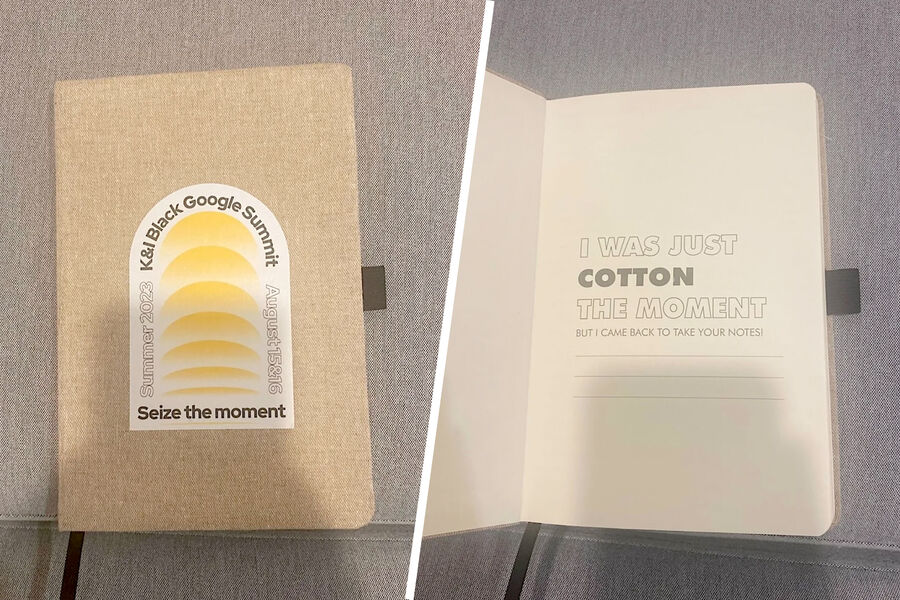 K&I Black Google Summit
Summer 2023
August 15&16
Seize the moment
I WAS JUST
COTTON
THE MOMENT
BUT I CAME BACK TO TAKE YOUR NOTES!